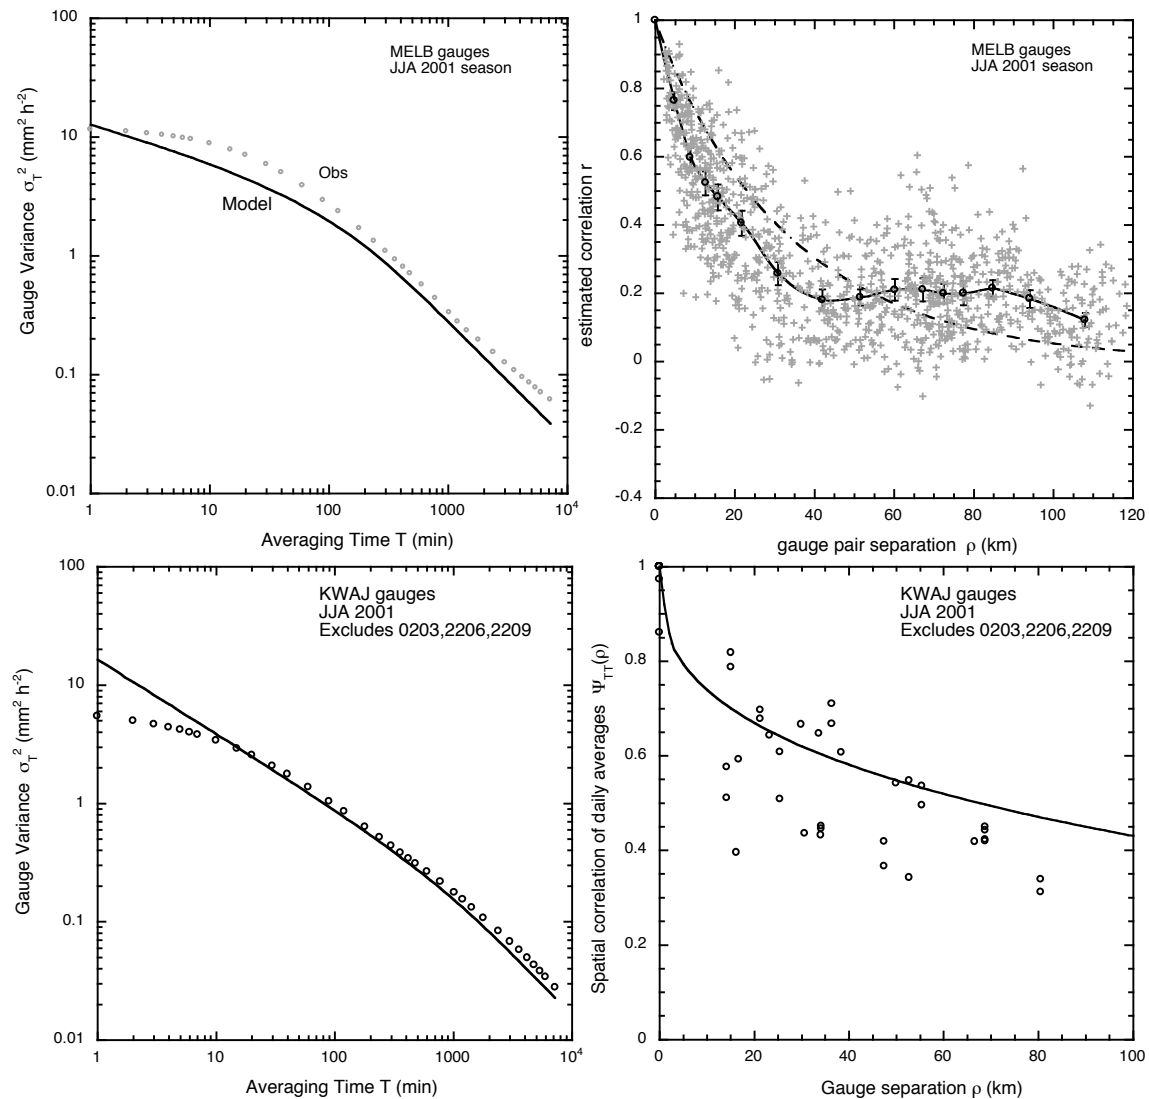 MELB gauges
JJA 2001 season
Obs
Model
Gauge Variance σT² (mm² h⁻²)
100
10
1
0.1
0.01
1
10
100
1000
10⁴
Averaging Time T (min)
MELB gauges
JJA 2001 season
estimated correlation r
1
0.8
0.6
0.4
0.2
0
-0.2
-0.4
0
20
40
60
80
100
120
gauge pair separation ρ (km)
KWAJ gauges
JJA 2001
Excludes 0203,2206,2209
Gauge Variance σT² (mm² h⁻²)
100
10
1
0.1
0.01
1
10
100
1000
10⁴
Averaging Time T (min)
KWAJ gauges
JJA 2001
Excludes 0203,2206,2209
Spatial correlation of daily averages ΨTT(ρ)
1
0.8
0.6
0.4
0.2
0
0
20
40
60
80
100
Gauge separation ρ (km)